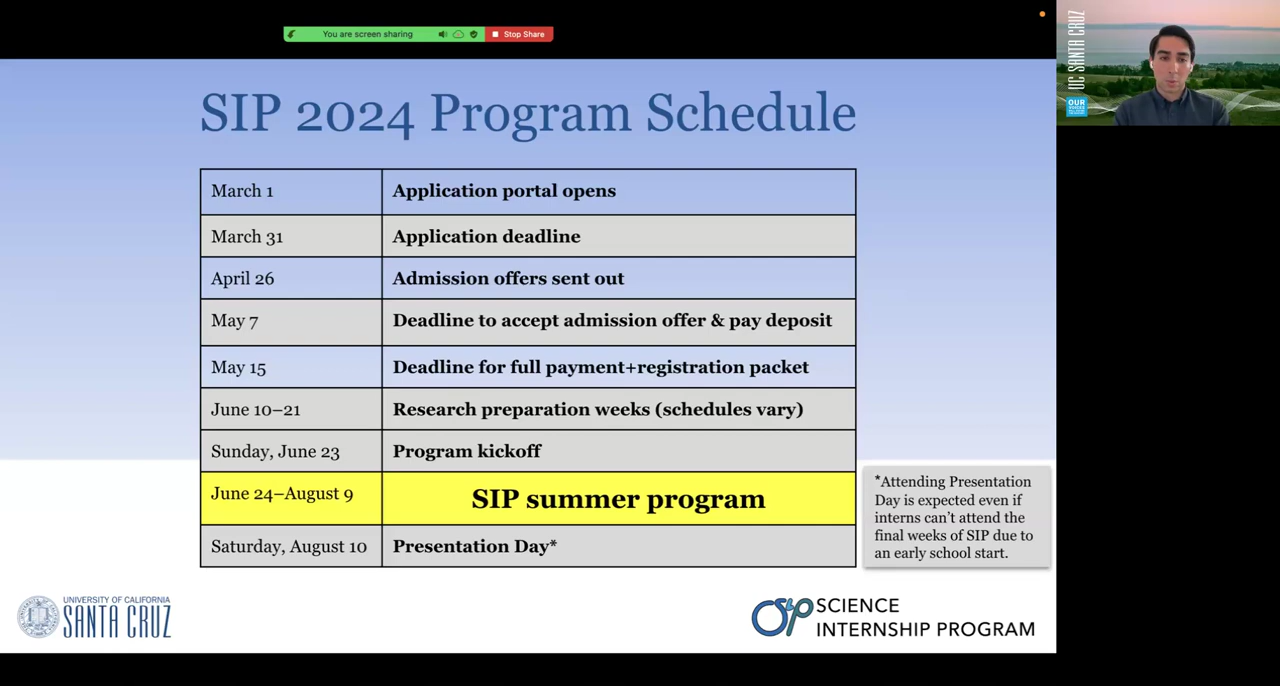 You are screen sharing
Stop Share
UC SANTA CRUZ
OUR
SIP 2024 Program Schedule
March 1 Application portal opens
March 31 Application deadline
April 26 Admission offers sent out
May 7 Deadline to accept admission offer & pay deposit
May 15 Deadline for full payment+registration packet
June 10–21 Research preparation weeks (schedules vary)
Sunday, June 23 Program kickoff
June 24–August 9 SIP summer program
Saturday, August 10 Presentation Day*
*Attending Presentation
Day is expected even if
interns can't attend the
final weeks of SIP due to
an early school start.
UNIVERSITY OF CALIFORNIA
SANTA CRUZ
SIP SCIENCE
INTERNSHIP PROGRAM